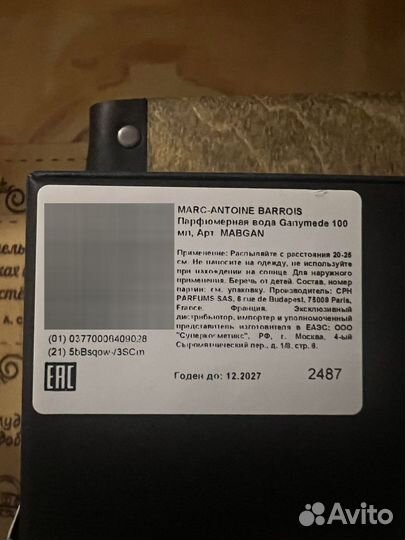 MARC-ANTOINE BARROIS
Парфюмерная вода Ganymede 100
мл, Арт. MABGAN
Применение: Распыляйте с расстояния 20-25
см. Не наносите на одежду, не используйте
при нахождении на солнце. Для наружного
применения. Беречь от детей. Состав, номер
партии: см. упаковку. Производитель: CPH
PARFUMS SAS, 6 rue de Budapest, 75009 Paris,
France. Франция. Эксклюзивный
дистрибьютор, импортер и уполномоченный
представитель изготовителя в ЕАЭС: ООО
"Суперкосметикс", РФ, г. Москва, 4-ый
Сыромятнический пер., д. 1/8, стр. 6.
(01) 03770006409028
(21) 5bBsqow-/3SCm
EAC
Годен до: 12.2027
2487
Avito